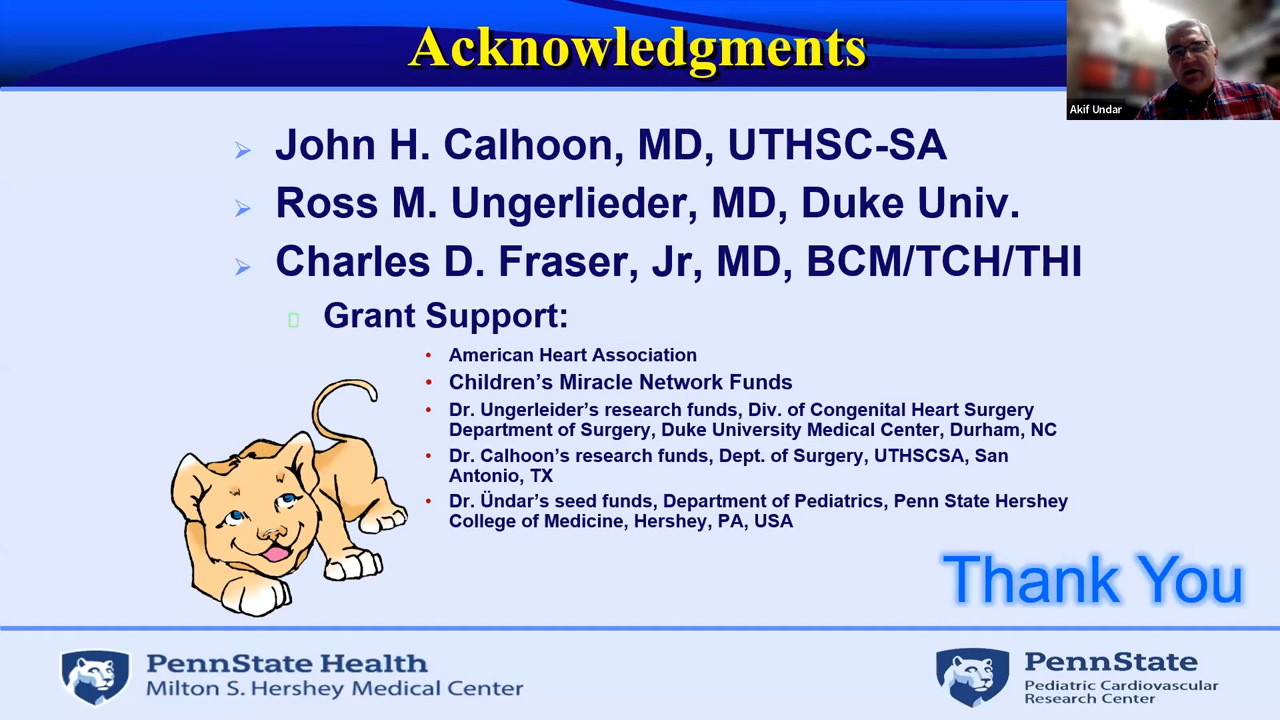 Acknowledgments
Akif Undar
John H. Calhoon, MD, UTHSC-SA
Ross M. Ungerlieder, MD, Duke Univ.
Charles D. Fraser, Jr, MD, BCM/TCH/THI
Grant Support:
American Heart Association
Children’s Miracle Network Funds
Dr. Ungerleider’s research funds, Div. of Congenital Heart Surgery
Department of Surgery, Duke University Medical Center, Durham, NC
Dr. Calhoon’s research funds, Dept. of Surgery, UTHSCSA, San
Antonio, TX
Dr. Ündar’s seed funds, Department of Pediatrics, Penn State Hershey
College of Medicine, Hershey, PA, USA
Thank You
PennState Health
Milton S. Hershey Medical Center
PennState
Pediatric Cardiovascular
Research Center